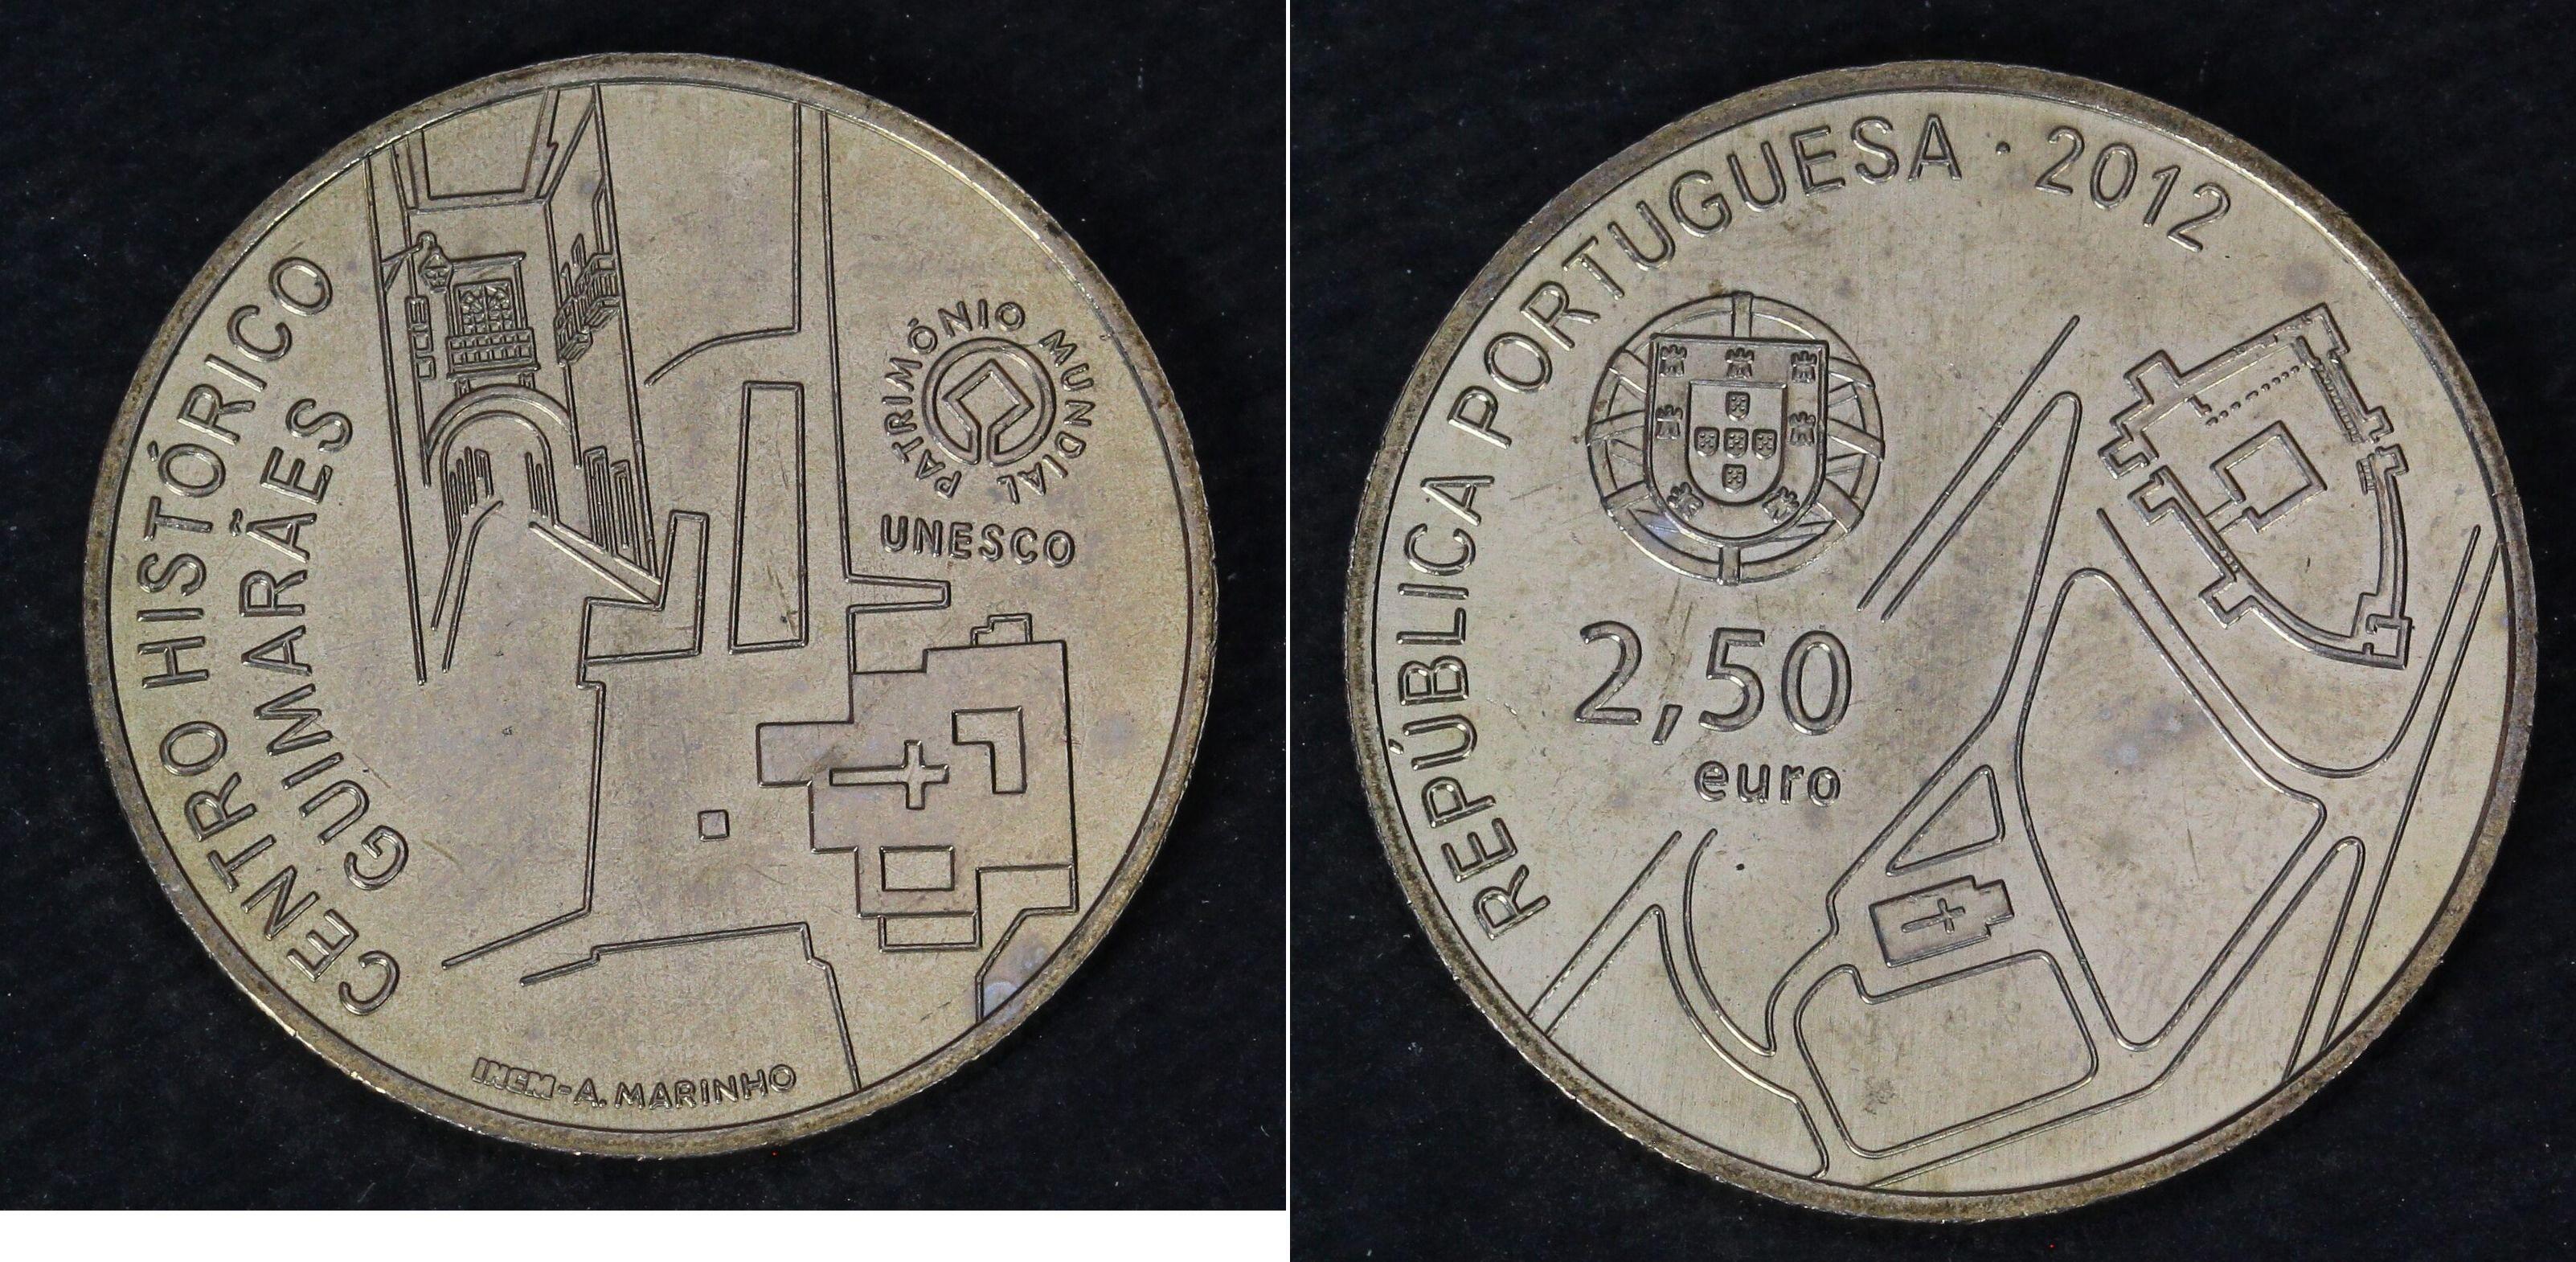 CENTRO HISTÓRICO
GUIMARÃES
PATRIMÓNIO MUNDIAL
UNESCO
INCM - A. MARINHO
REPÚBLICA PORTUGUESA · 2012
2,50
euro